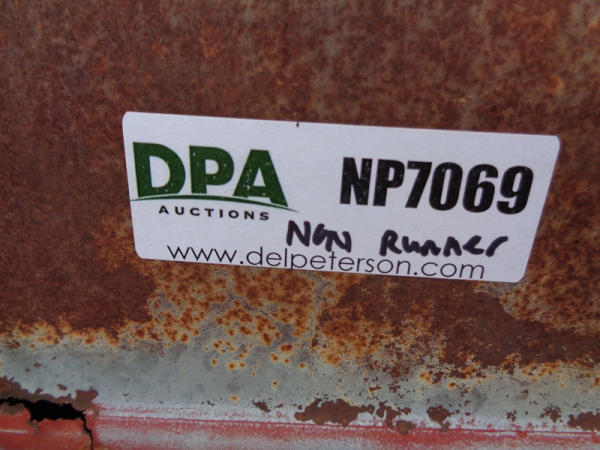 DPA NP7069
AUCTIONS
Non Runner
www.delpeterson.com